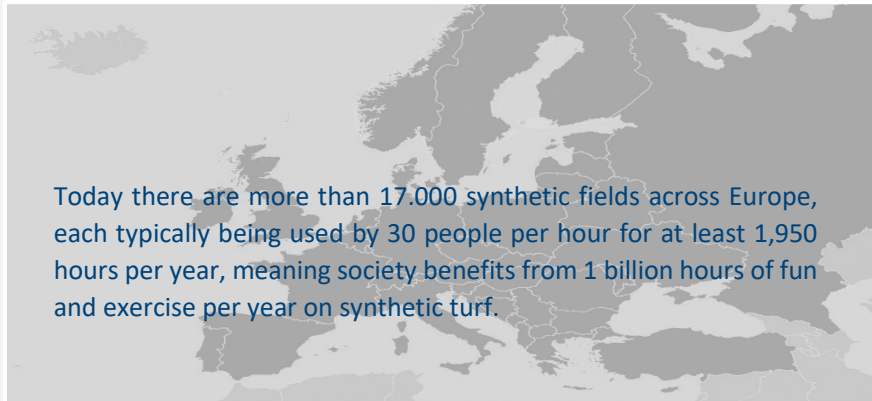 Today there are more than 17.000 synthetic fields across Europe,
each typically being used by 30 people per hour for at least 1,950
hours per year, meaning society benefits from 1 billion hours of fun
and exercise per year on synthetic turf.